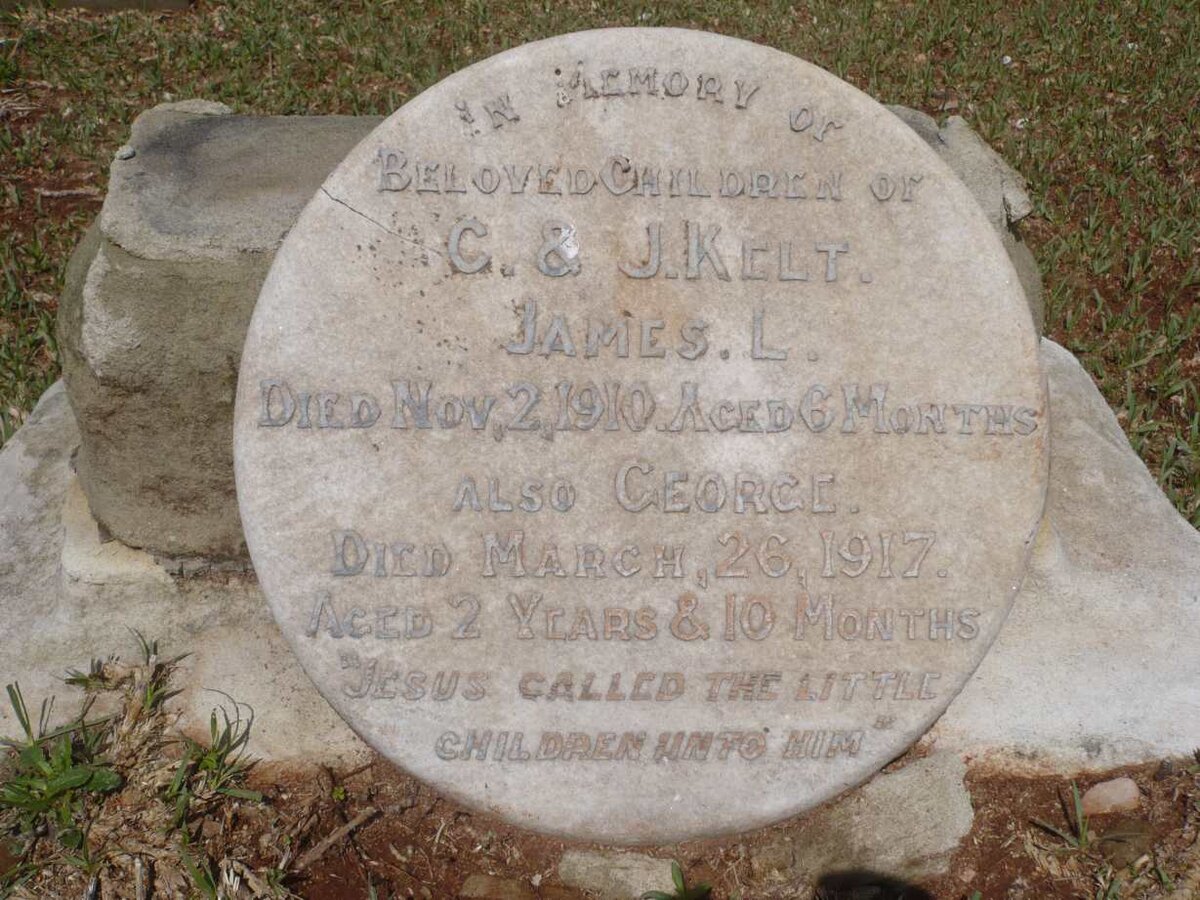 IN MEMORY OF
BELOVED CHILDREN OF
C. & J. KELT.
JAMES. L.
DIED NOV, 2, 1910. AGED 6 MONTHS
ALSO GEORGE.
DIED MARCH, 26, 1917.
AGED 2 YEARS & 10 MONTHS
"JESUS CALLED THE LITTLE
CHILDREN UNTO HIM"